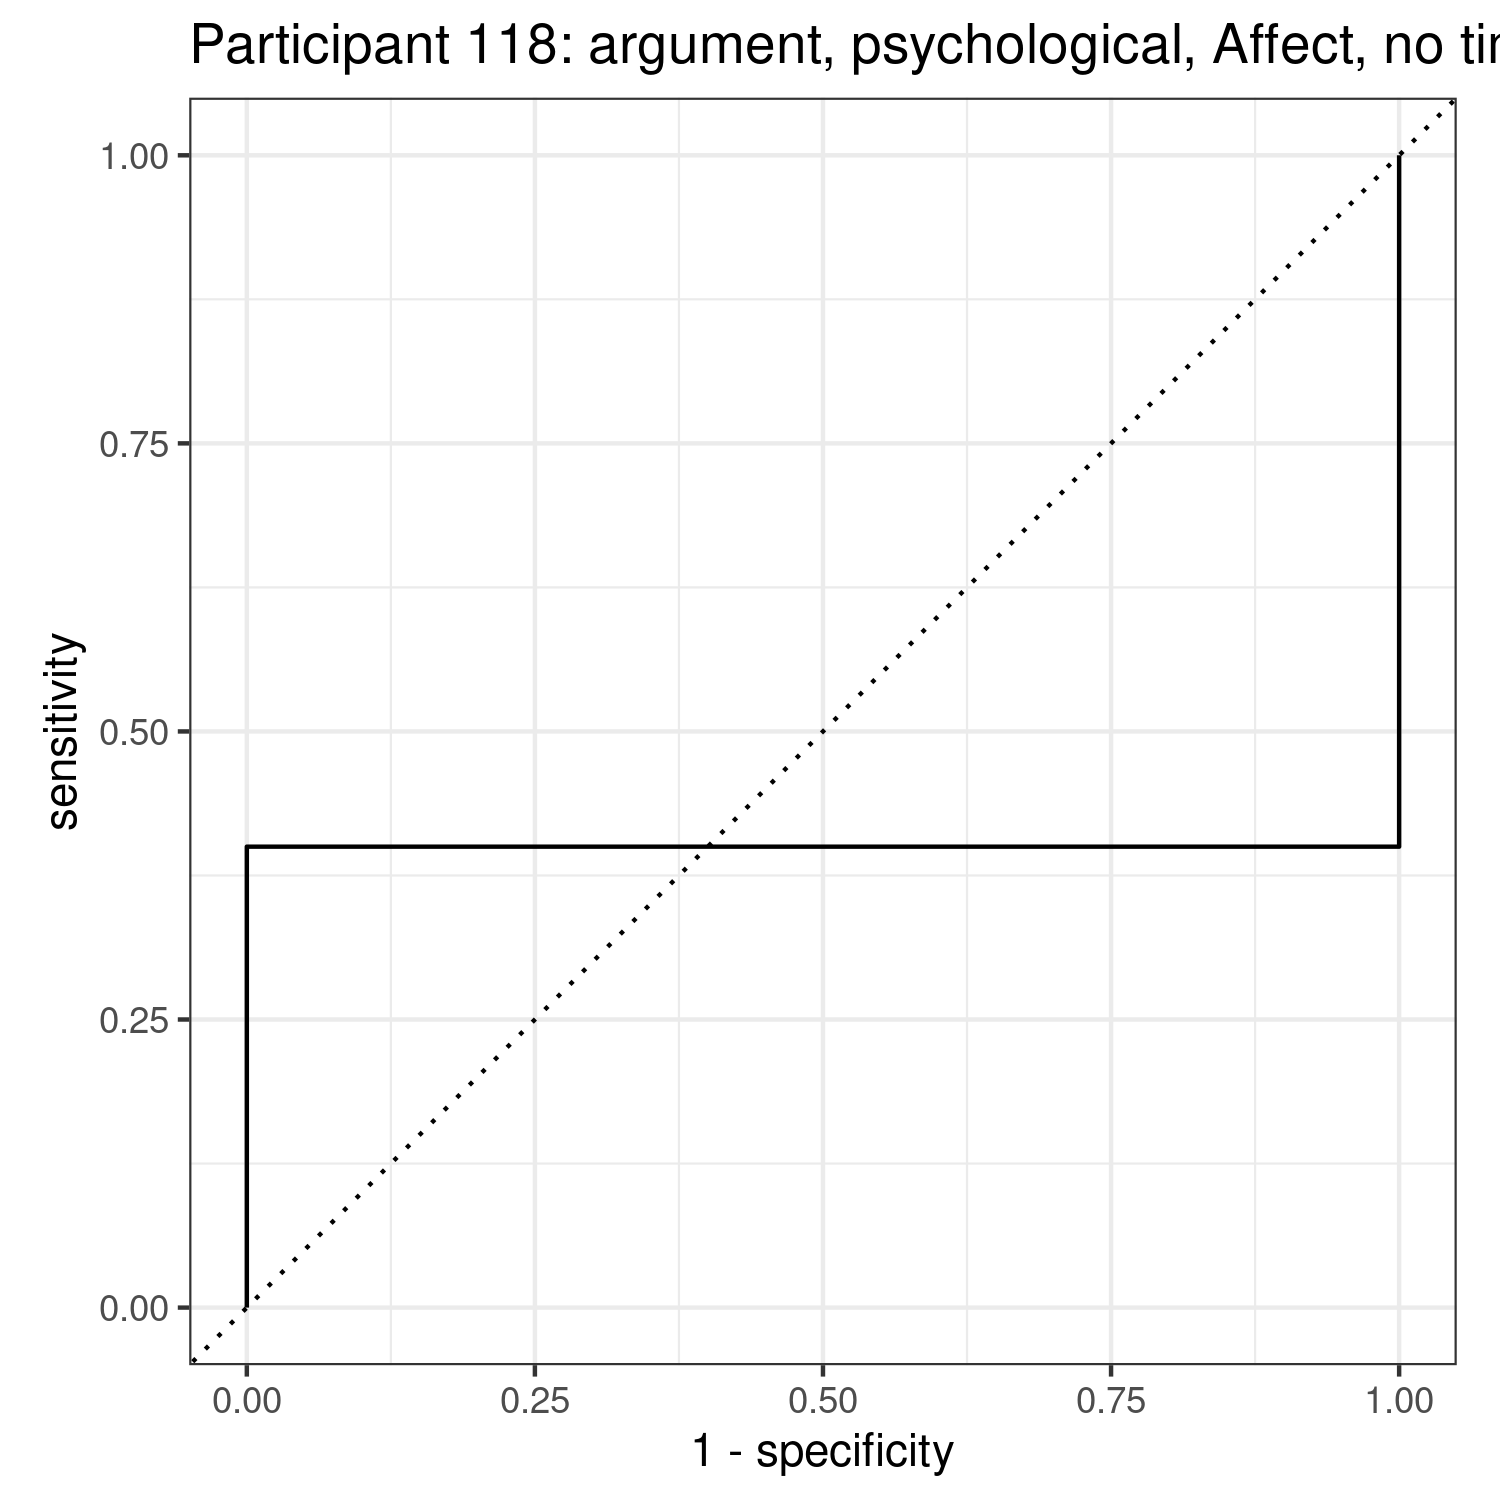 Participant 118: argument, psychological, Affect, no
1.00
0.75
0.50
0.25
0.00
sensitivity
0.00 0.25 0.50 0.75 1.00
1 - specificity